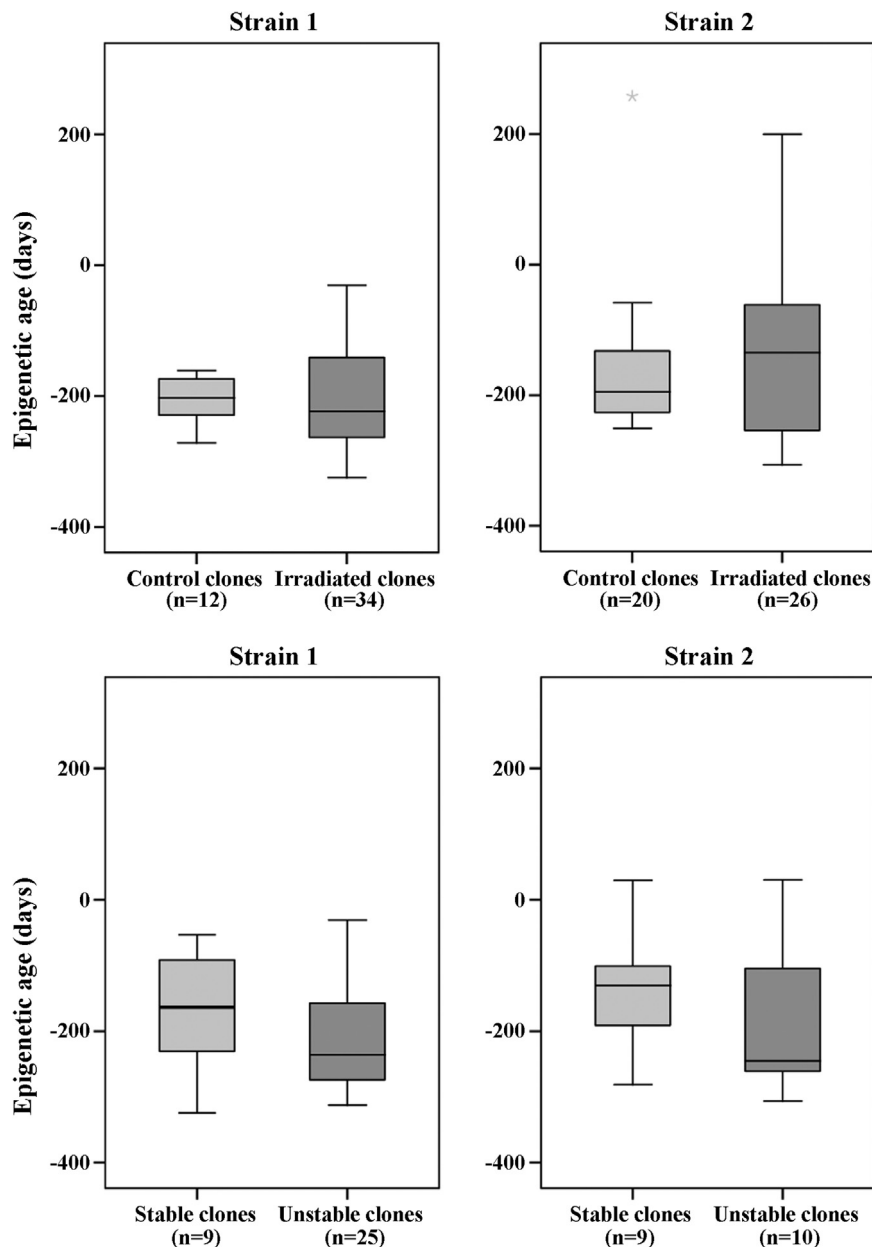 Strain 1
Strain 2
Epigenetic age (days)
200
0
-200
-400
200
0
-200
-400
*
Control clones
(n=12)
Irradiated clones
(n=34)
Control clones
(n=20)
Irradiated clones
(n=26)
Strain 1
Strain 2
Epigenetic age (days)
200
0
-200
-400
200
0
-200
-400
Stable clones
(n=9)
Unstable clones
(n=25)
Stable clones
(n=9)
Unstable clones
(n=10)